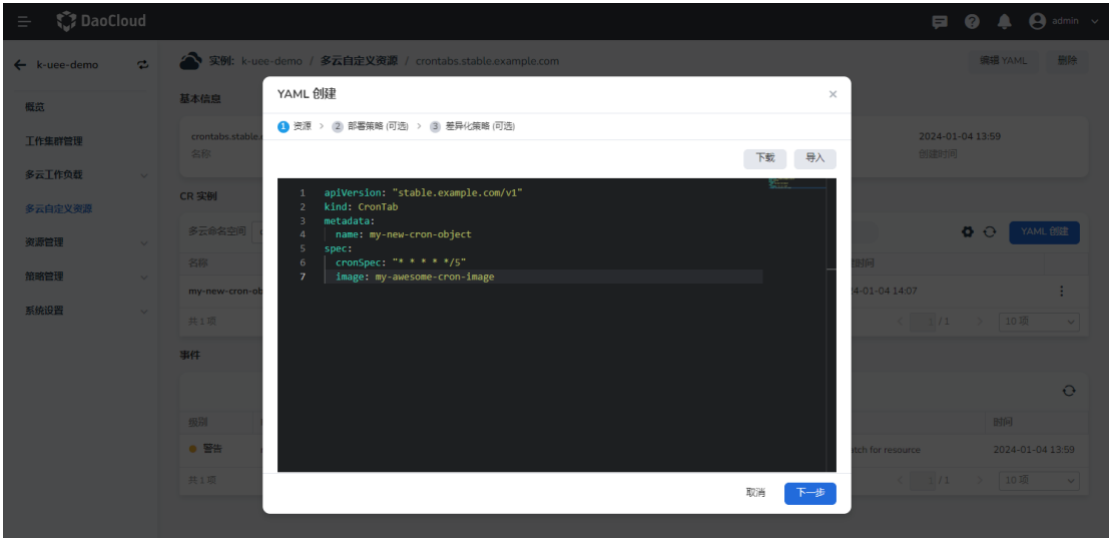 DaoCloud
admin
k-uee-demo
实例: k-uee-demo / 多云自定义资源 / crontabs.stable.example.com
编辑 YAML
删除
概览
工作集群管理
多云工作负载
多云自定义资源
资源管理
策略管理
系统设置
基本信息
crontabs.stable.e
名称
2024-01-04 13:59
创建时间
CR 实例
多云命名空间
YAML 创建
名称
my-new-cron-ob
4-01-04 14:07
共 1 项
1 / 1
10 项
事件
级别
时间
警告
atch for resource
2024-01-04 13:59
共 1 项
1 / 1
10 项
YAML 创建
1 资源 > 2 部署策略 (可选) > 3 差异化策略 (可选)
下载
导入
1 apiVersion: "stable.example.com/v1"
2 kind: CronTab
3 metadata:
4 name: my-new-cron-object
5 spec:
6 cronSpec: "* * * * */5"
7 image: my-awesome-cron-image
取消
下一步